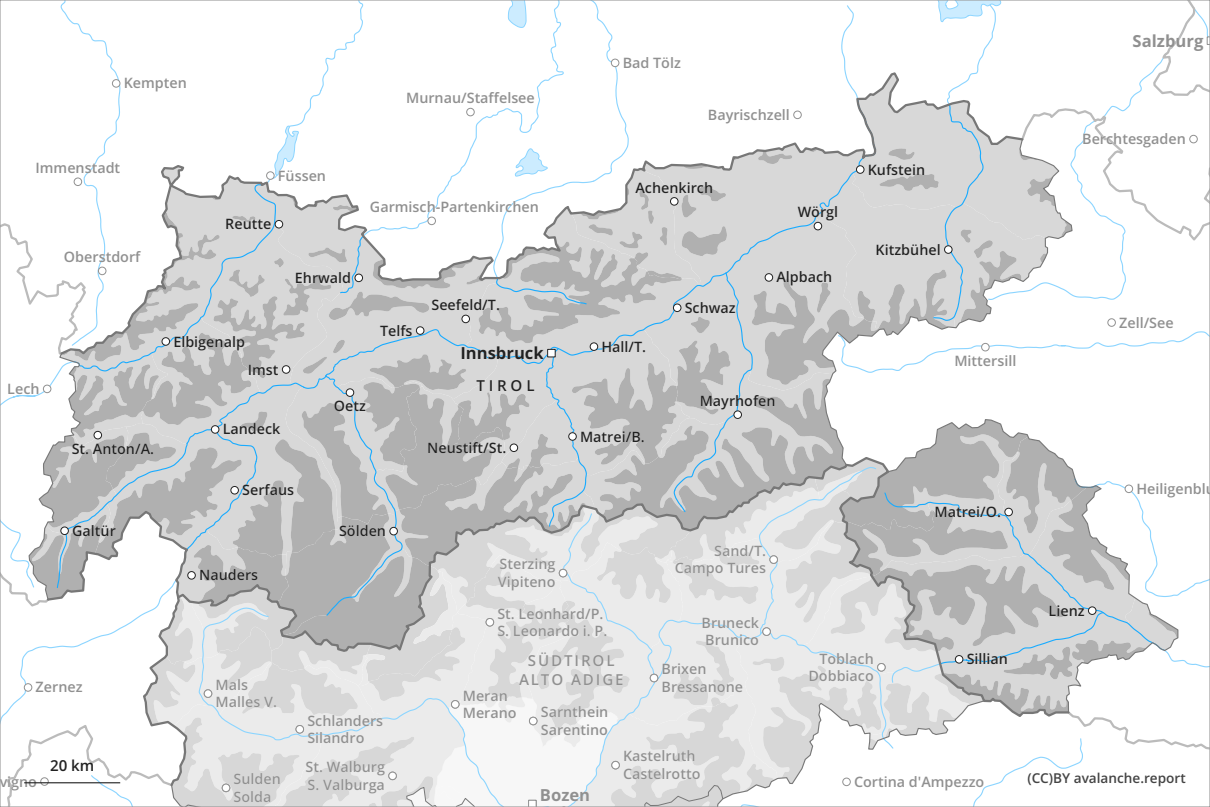 Salzburg
Kempten
Bad Tölz
Murnau/Staffelsee
Bayrischzell
Berchtesgaden
Immenstadt
Füssen
Kufstein
Achenkirch
Garmisch-Partenkirchen
Wörgl
Reutte
Kitzbühel
Oberstdorf
Ehrwald
Alpbach
Seefeld/T.
Schwaz
Zell/See
Telfs
Elbigenalp
Innsbruck
Hall/T.
Mittersill
Imst
TIROL
Lech
Oetz
Mayrhofen
Landeck
St. Anton/A.
Neustift/St.
Matrei/B.
Serfaus
Heiligenblu
Matrei/O.
Galtür
Sölden
Sand/T.
Campo Tures
Sterzing
Vipiteno
Nauders
St. Leonhard/P.
S. Leonardo i. P.
Lienz
Bruneck
Brunico
SÜDTIROL
ALTO ADIGE
Toblach
Dobbiaco
Sillian
Brixen
Bressanone
Zernez
Mals
Malles V.
Meran
Merano
Sarnthein
Sarentino
Schlanders
Silandro
Kastelruth
Castelrotto
St. Walburg
S. Valburga
20 km
vigno
Sulden
Solda
Cortina d'Ampezzo
(CC)BY avalanche.report
Bozen